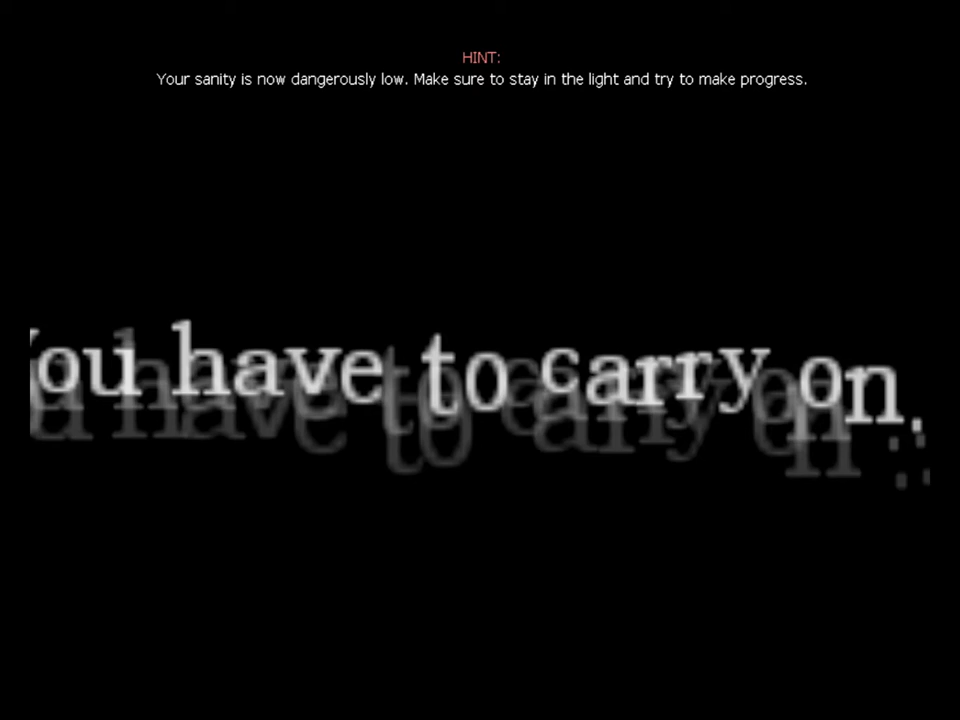 HINT:
Your sanity is now dangerously low. Make sure to stay in the light and try to make progress.
You have to carry on.